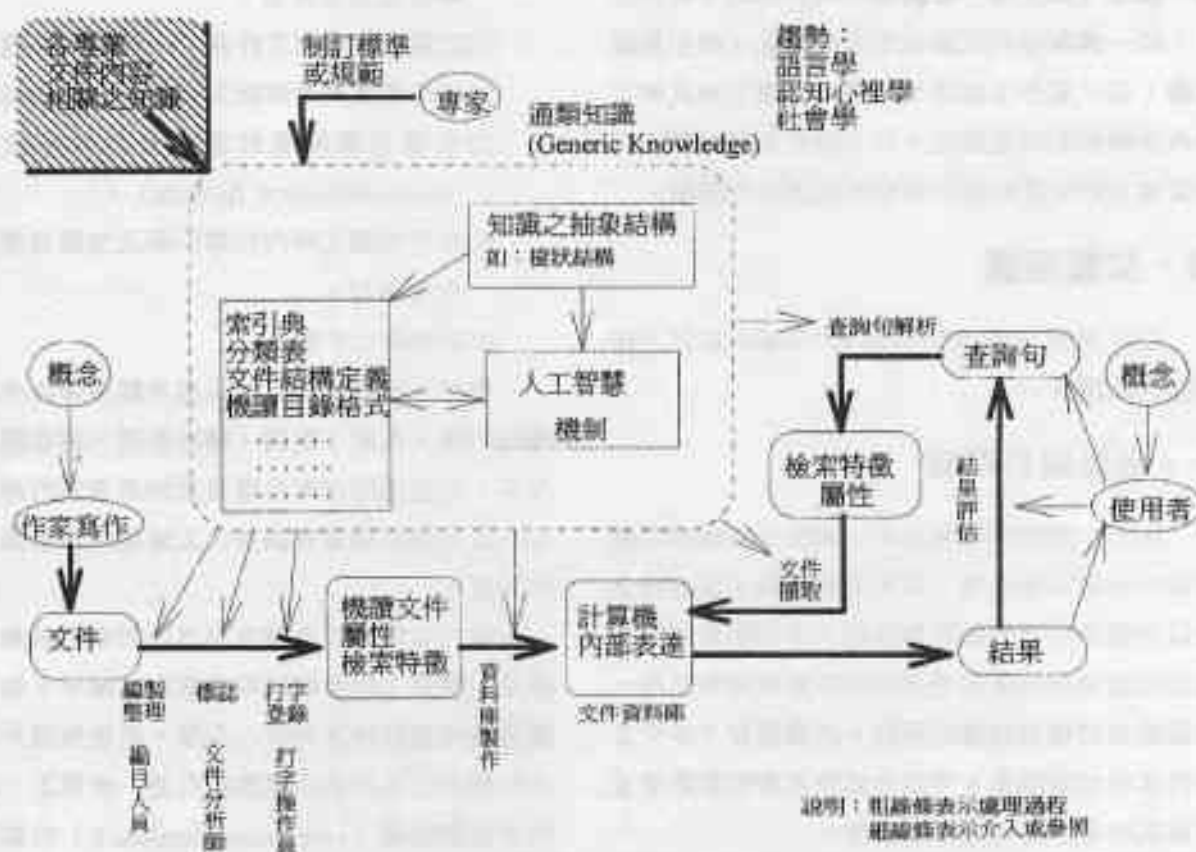 各專業
文件內容
相關之知識
制訂標準
或規範
專家
趨勢：
語言學
認知心裡學
社會學
通類知識
(Generic Knowledge)
知識之抽象結構
如：樹狀結構
索引典
分類表
文件結構定義
機讀目錄格式
人工智慧
機制
查詢句解析
查詢句
概念
概念
檢索特徵
屬性
結果評估
使用者
作家寫作
文件
機讀文件
屬性
檢索特徵
計算機
內部表達
文件
擷取
結果
整理
編目人員
標誌
文件分析師
打字
登錄
打字操作員
資料庫製作
文件資料庫
說明：粗線條表示處理過程
細線條表示介入或參照